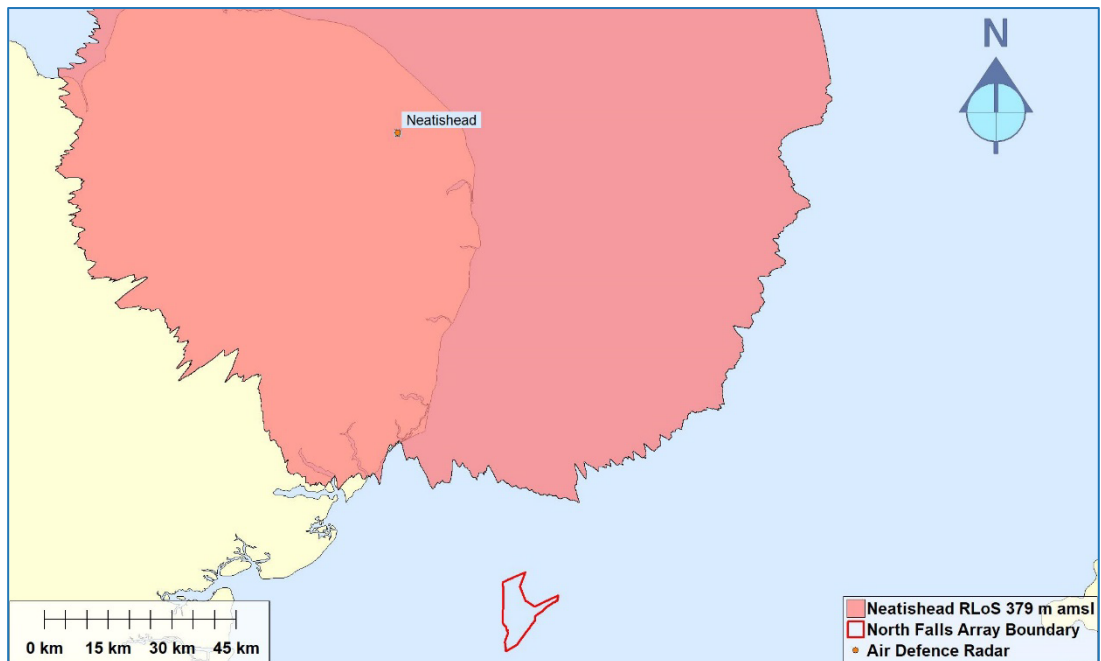 N
Neatishead
0 km 15 km 30 km 45 km
Neatishead RLoS 379 m amsl
North Falls Array Boundary
Air Defence Radar